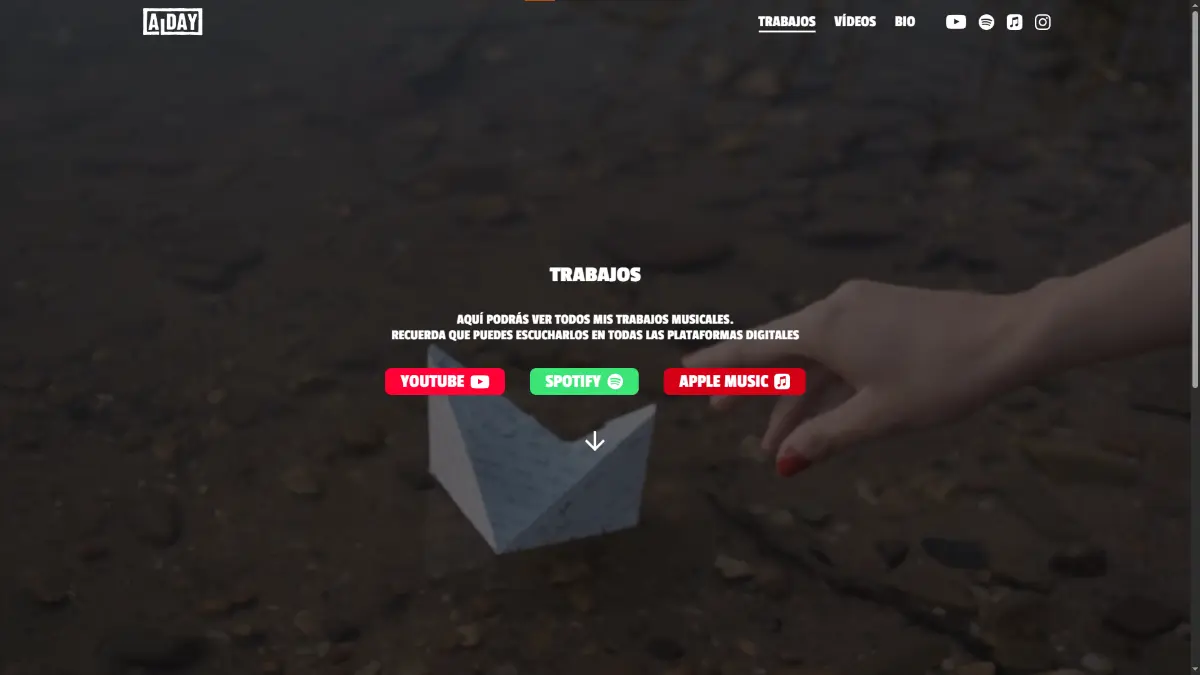 ALDAY
TRABAJOS
VÍDEOS
BIO
TRABAJOS
AQUÍ PODRÁS VER TODOS MIS TRABAJOS MUSICALES.
RECUERDA QUE PUEDES ESCUCHARLOS EN TODAS LAS PLATAFORMAS DIGITALES
YOUTUBE
SPOTIFY
APPLE MUSIC